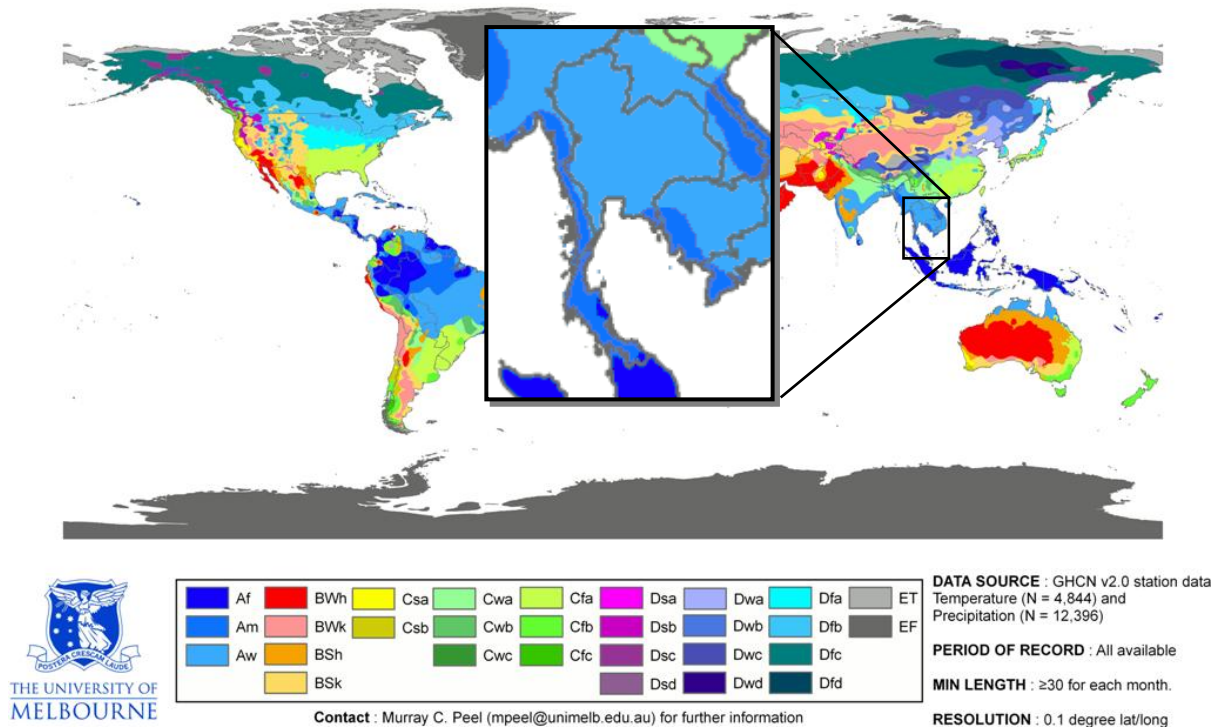 POSTERA CRESCAM LAUDE
THE UNIVERSITY OF
MELBOURNE
Af
Am
Aw
BWh
BWk
BSh
BSk
Csa
Csb
Cwa
Cwb
Cwc
Cfa
Cfb
Cfc
Dsa
Dsb
Dsc
Dsd
Dwa
Dwb
Dwc
Dwd
Dfa
Dfb
Dfc
Dfd
ET
EF
Contact : Murray C. Peel (mpeel@unimelb.edu.au) for further information
DATA SOURCE : GHCN v2.0 station data
Temperature (N = 4,844) and
Precipitation (N = 12,396)
PERIOD OF RECORD : All available
MIN LENGTH : ≥30 for each month.
RESOLUTION : 0.1 degree lat/long